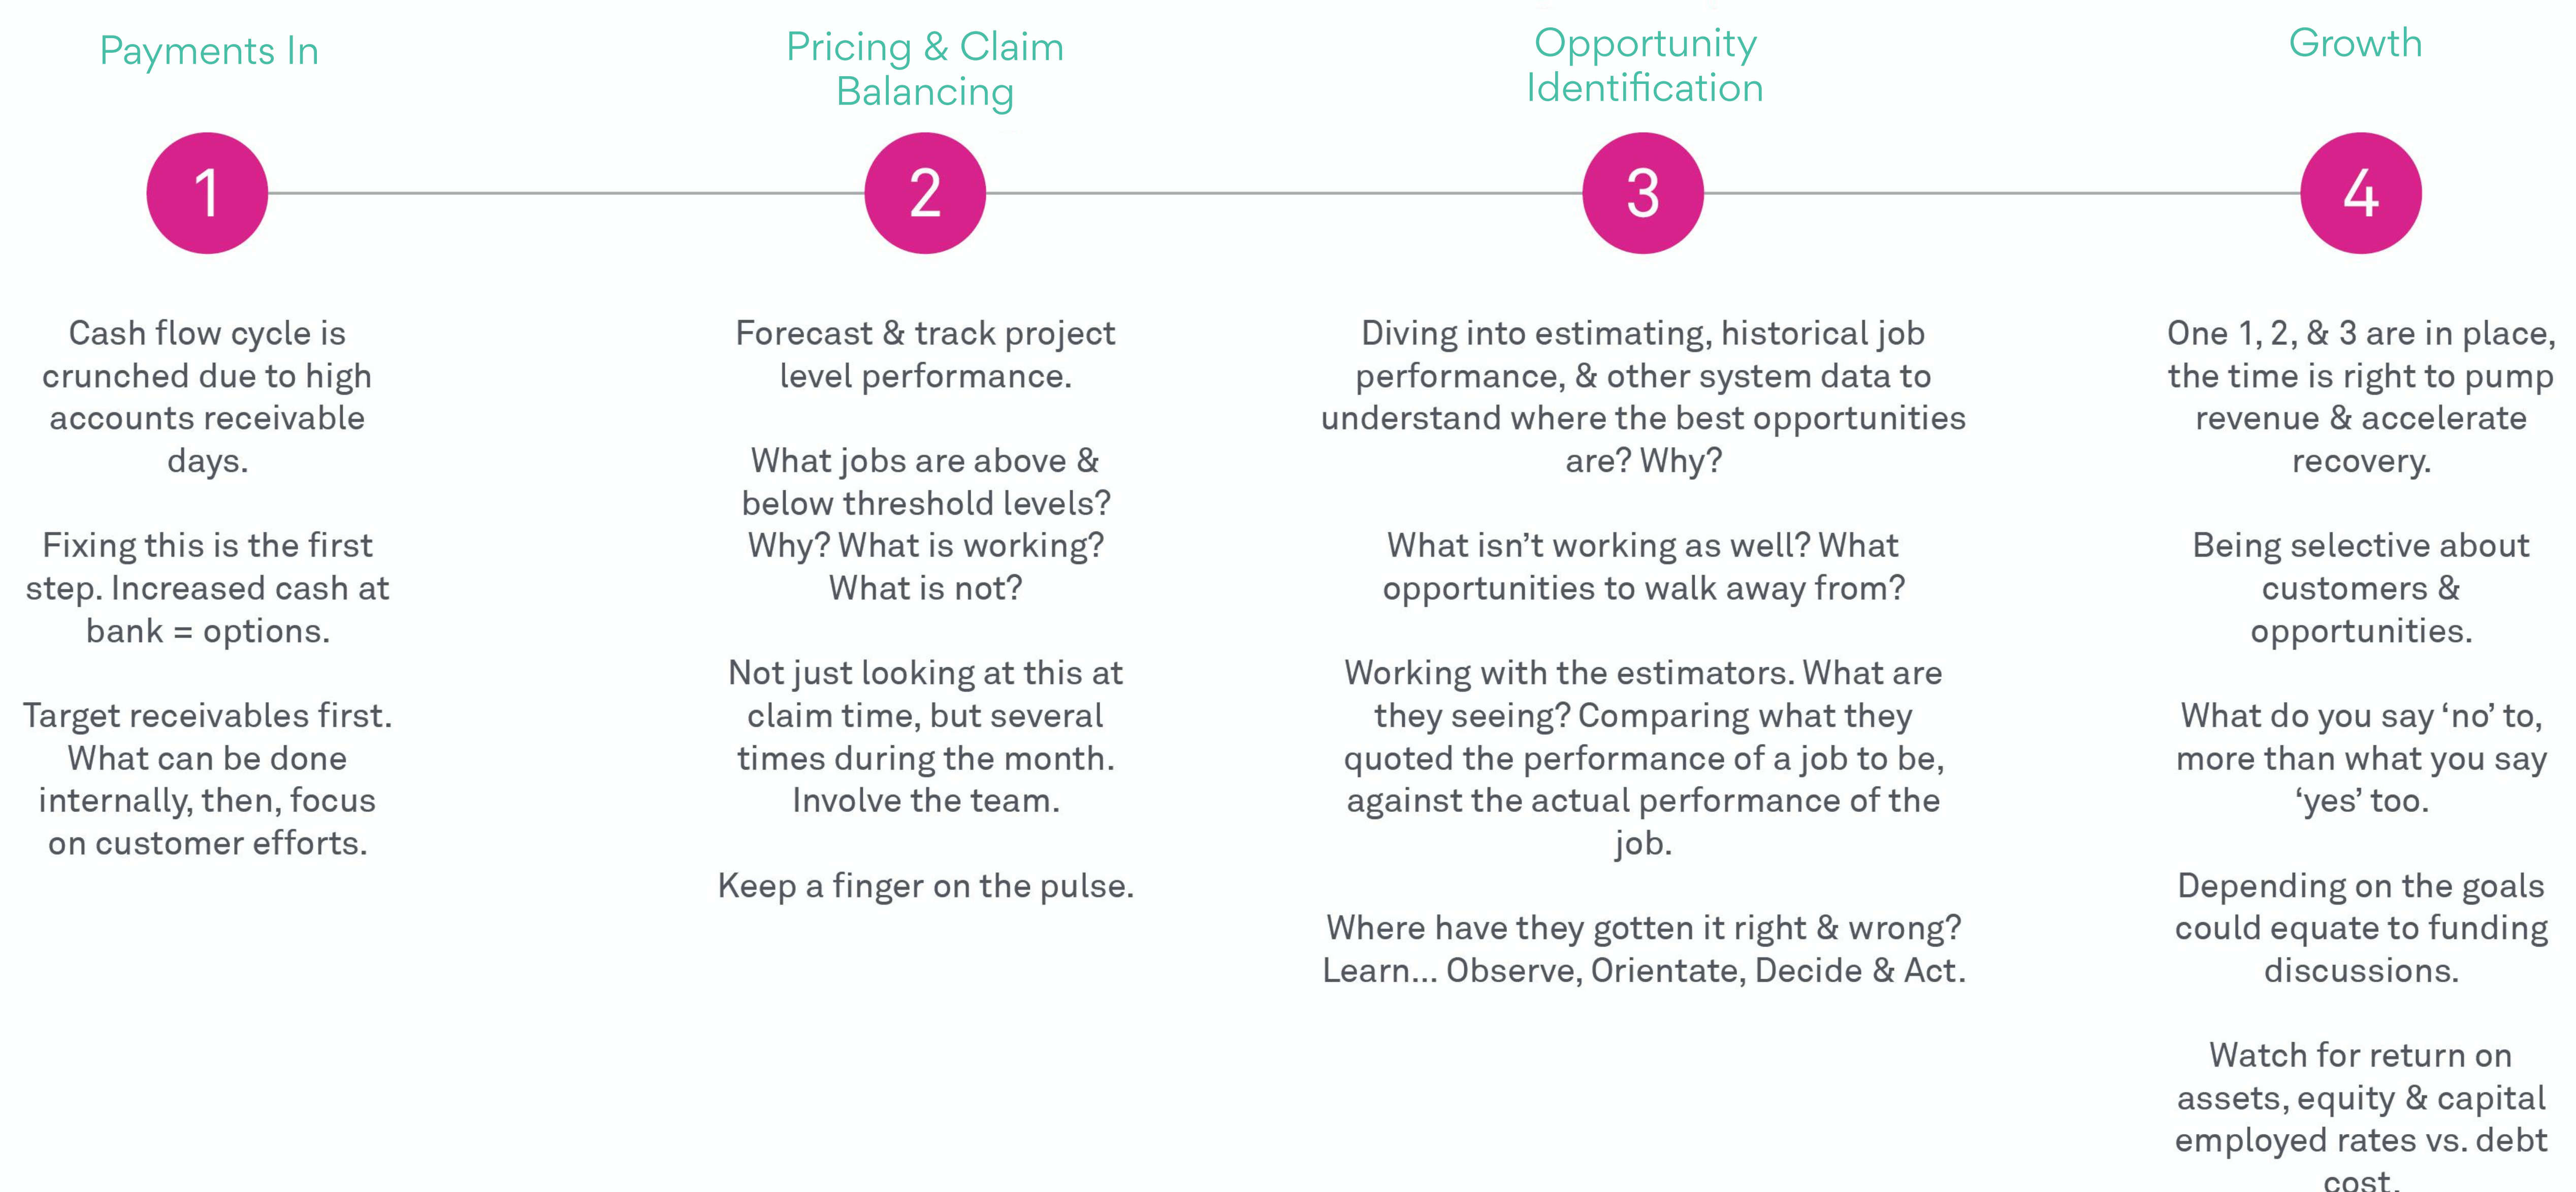 Payments In
Pricing & Claim
Balancing
Opportunity
Identification
Growth
1
2
3
4
Cash flow cycle is
crunched due to high
accounts receivable
days.
Fixing this is the first
step. Increased cash at
bank = options.
Target receivables first.
What can be done
internally, then, focus
on customer efforts.
Forecast & track project
level performance.
What jobs are above &
below threshold levels?
Why? What is working?
What is not?
Not just looking at this at
claim time, but several
times during the month.
Involve the team.
Keep a finger on the pulse.
Diving into estimating, historical job
performance, & other system data to
understand where the best opportunities
are? Why?
What isn’t working as well? What
opportunities to walk away from?
Working with the estimators. What are
they seeing? Comparing what they
quoted the performance of a job to be,
against the actual performance of the
job.
Where have they gotten it right & wrong?
Learn... Observe, Orientate, Decide & Act.
One 1, 2, & 3 are in place,
the time is right to pump
revenue & accelerate
recovery.
Being selective about
customers &
opportunities.
What do you say ‘no’ to,
more than what you say
‘yes’ too.
Depending on the goals
could equate to funding
discussions.
Watch for return on
assets, equity & capital
employed rates vs. debt
cost.